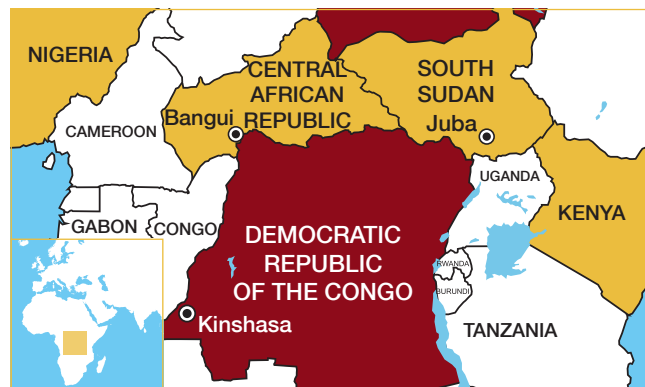 NIGERIA
CENTRAL
AFRICAN
REPUBLIC
SOUTH
SUDAN
Bangui
Juba
CAMEROON
UGANDA
KENYA
GABON
CONGO
DEMOCRATIC
REPUBLIC
OF THE CONGO
RWANDA
BURUNDI
Kinshasa
TANZANIA